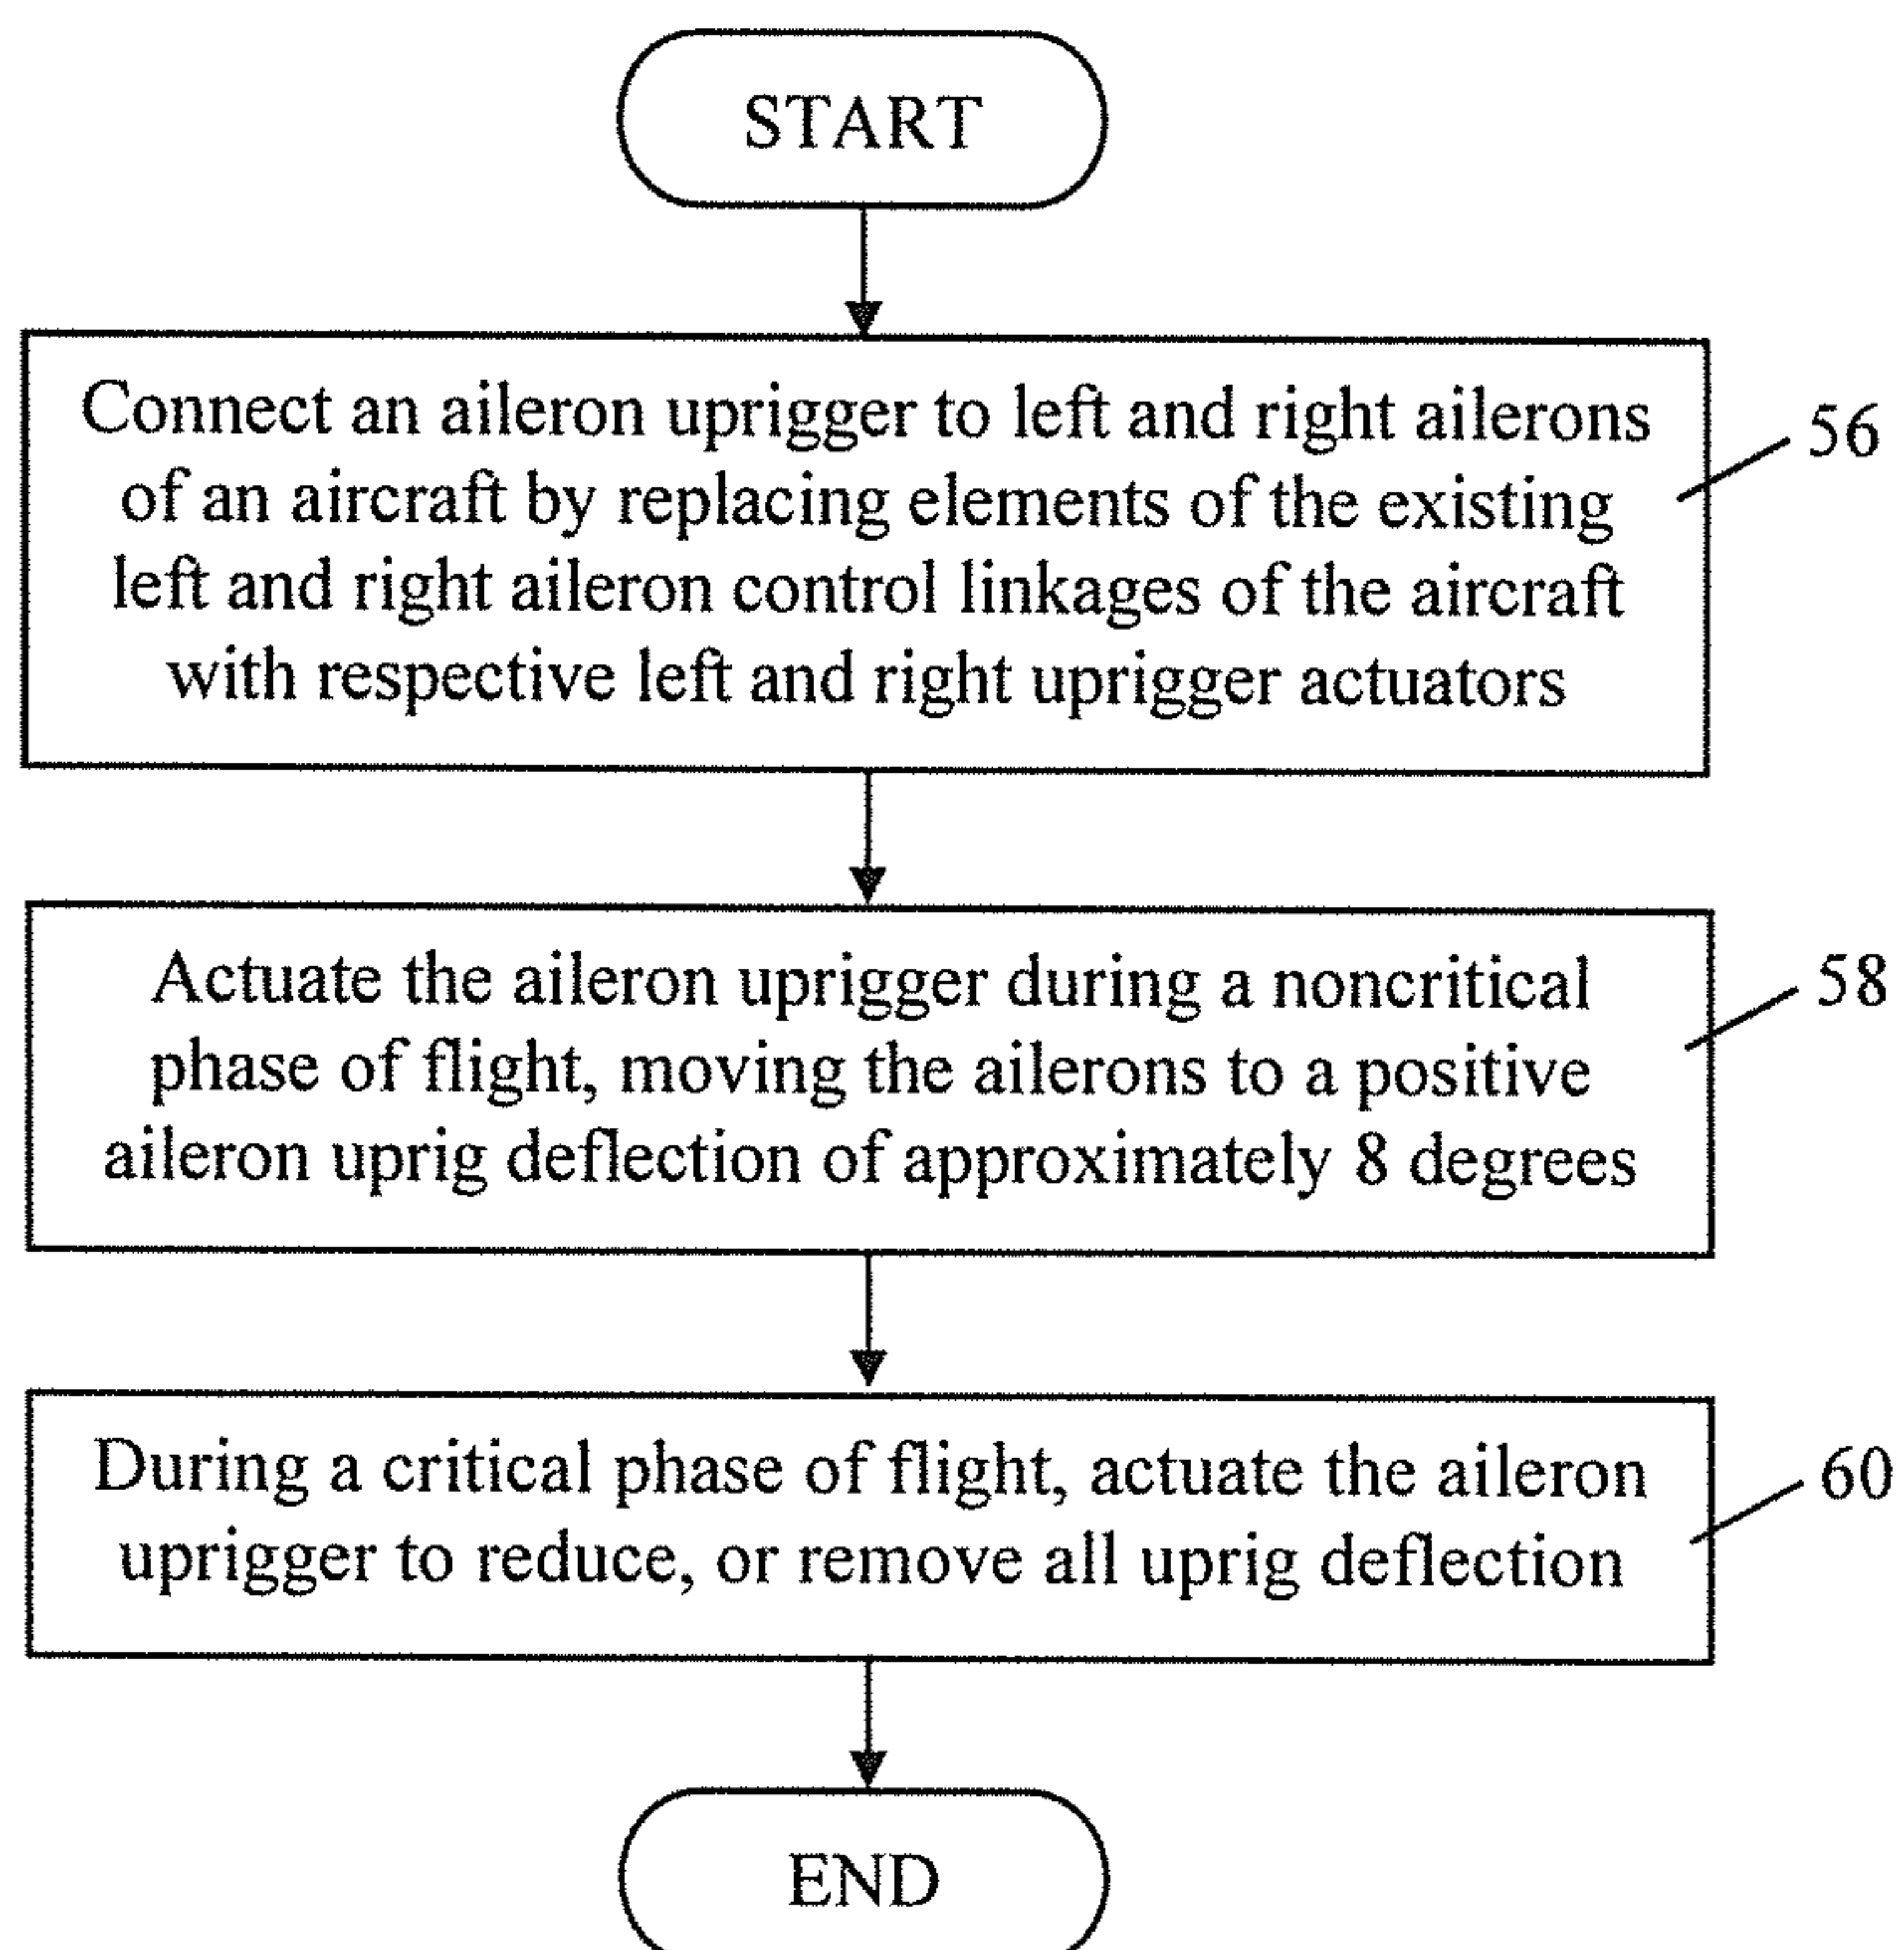 START
Connect an aileron uprigger to left and right ailerons
of an aircraft by replacing elements of the existing
left and right aileron control linkages of the aircraft
with respective left and right uprigger actuators
56
Actuate the aileron uprigger during a noncritical
phase of flight, moving the ailerons to a positive
aileron uprig deflection of approximately 8 degrees
58
During a critical phase of flight, actuate the aileron
uprigger to reduce, or remove all uprig deflection
60
END